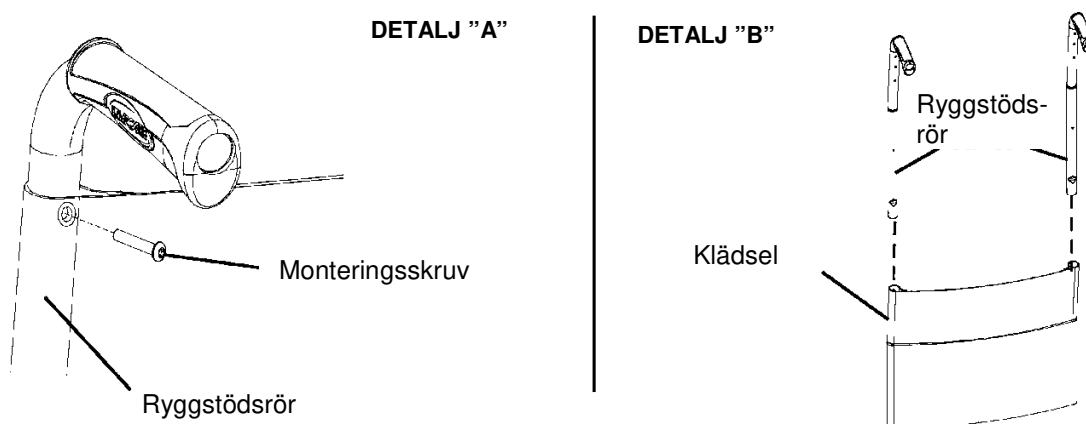 DETALJ ”A”
Monteringsskruv
Ryggstödsrör
DETALJ ”B”
Ryggstöds-
rör
Klädsel